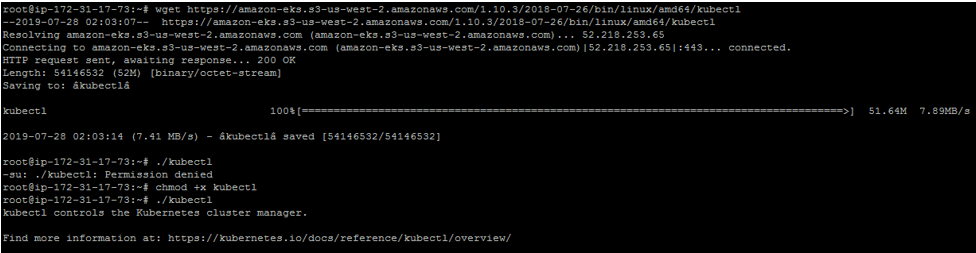 root@ip-172-31-17-73:~# wget https://amazon-eks.s3-us-west-2.amazonaws.com/1.10.3/2018-07-26/bin/linux/amd64/kubectl
--2019-07-28 02:03:07--  https://amazon-eks.s3-us-west-2.amazonaws.com/1.10.3/2018-07-26/bin/linux/amd64/kubectl
Resolving amazon-eks.s3-us-west-2.amazonaws.com (amazon-eks.s3-us-west-2.amazonaws.com)... 52.218.253.65
Connecting to amazon-eks.s3-us-west-2.amazonaws.com (amazon-eks.s3-us-west-2.amazonaws.com)|52.218.253.65|:443... connected.
HTTP request sent, awaiting response... 200 OK
Length: 54146532 (52M) [binary/octet-stream]
Saving to: âkubectlâ
kubectl 100%[===================================================================================>] 51.64M 7.89MB/s
2019-07-28 02:03:14 (7.41 MB/s) - âkubectlâ saved [54146532/54146532]
root@ip-172-31-17-73:~# ./kubectl
-su: ./kubectl: Permission denied
root@ip-172-31-17-73:~# chmod +x kubectl
root@ip-172-31-17-73:~# ./kubectl
kubectl controls the Kubernetes cluster manager.
Find more information at: https://kubernetes.io/docs/reference/kubectl/overview/